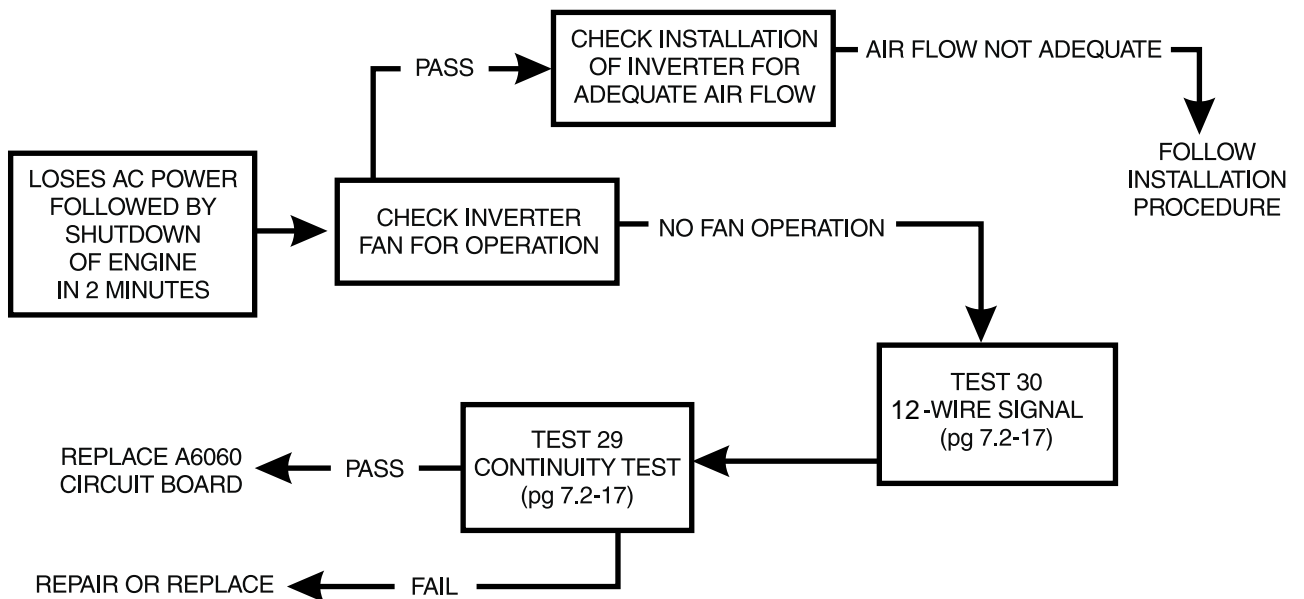 LOSES AC POWER
FOLLOWED BY
SHUTDOWN
OF ENGINE
IN 2 MINUTES
CHECK INVERTER
FAN FOR OPERATION
PASS
CHECK INSTALLATION
OF INVERTER FOR
ADEQUATE AIR FLOW
AIR FLOW NOT ADEQUATE
FOLLOW
INSTALLATION
PROCEDURE
NO FAN OPERATION
TEST 30
12-WIRE SIGNAL
(pg 7.2-17)
TEST 29
CONTINUITY TEST
(pg 7.2-17)
PASS
REPLACE A6060
CIRCUIT BOARD
FAIL
REPAIR OR REPLACE